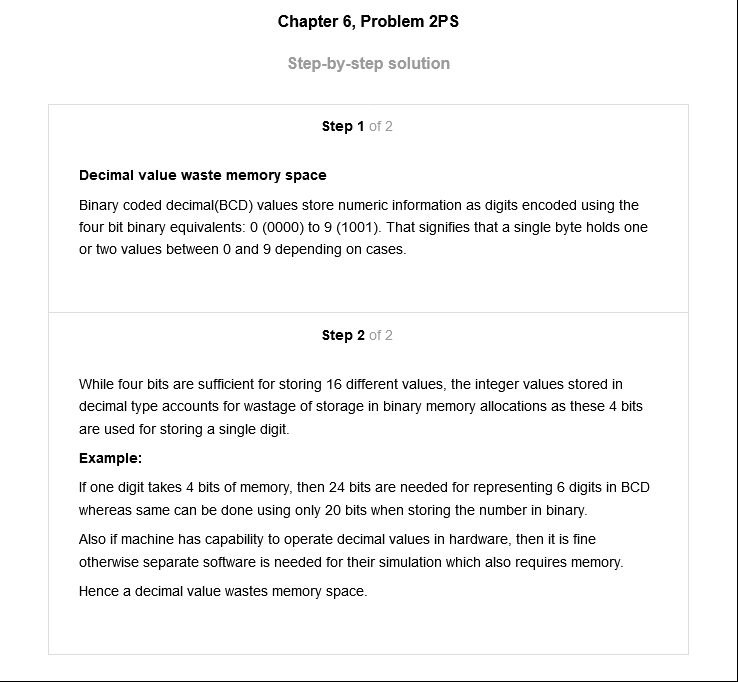 Chapter 6, Problem 2PS
Step-by-step solution
Step 1 of 2
Decimal value waste memory space
Binary coded decimal(BCD) values store numeric information as digits encoded using the
four bit binary equivalents: 0 (0000) to 9 (1001). That signifies that a single byte holds one
or two values between 0 and 9 depending on cases.
Step 2 of 2
While four bits are sufficient for storing 16 different values, the integer values stored in
decimal type accounts for wastage of storage in binary memory allocations as these 4 bits
are used for storing a single digit.
Example:
If one digit takes 4 bits of memory, then 24 bits are needed for representing 6 digits in BCD
whereas same can be done using only 20 bits when storing the number in binary.
Also if machine has capability to operate decimal values in hardware, then it is fine
otherwise separate software is needed for their simulation which also requires memory.
Hence a decimal value wastes memory space.